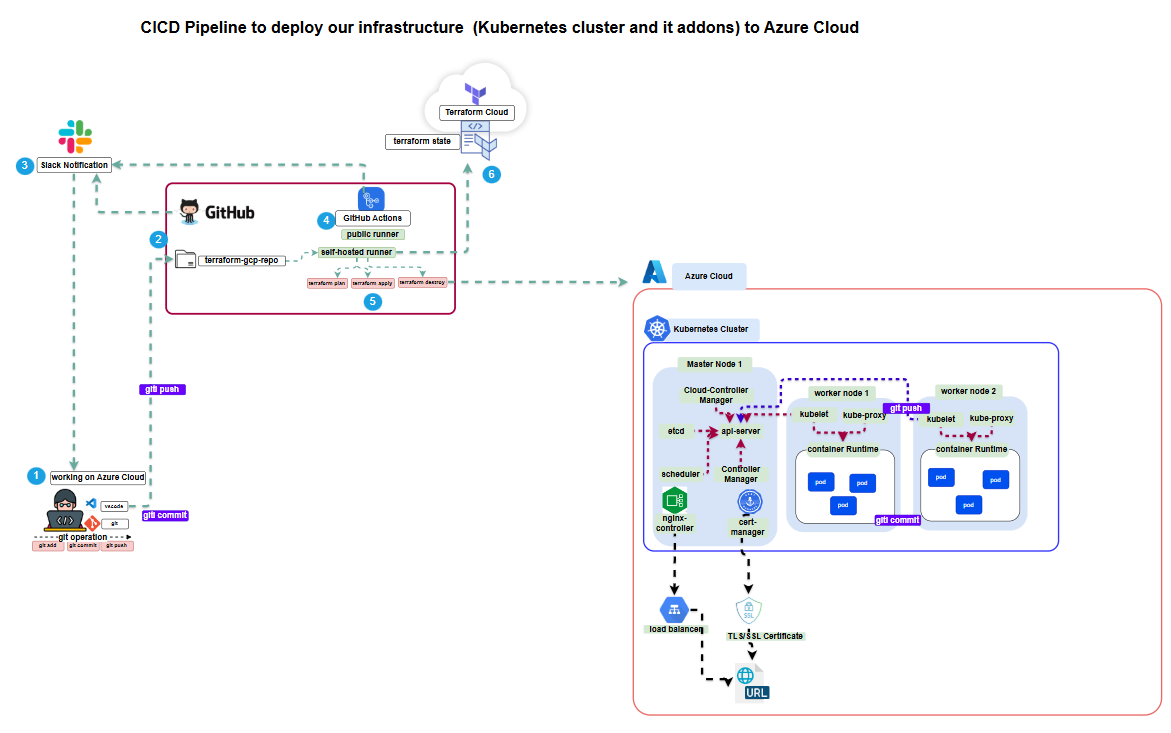 CICD Pipeline to deploy our infrastructure (Kubernetes cluster and it addons) to Azure Cloud
Terraform Cloud
</>
terraform state
3
Slack Notification
6
GitHub
4
GitHub Actions
public runner
2
self-hosted runner
terraform-gcp-repo
terraform plan
terraform apply
terraform destroy
5
Azure Cloud
Kubernetes Cluster
Master Node 1
Cloud-Controller
Manager
etcd
api-server
scheduler
Controller
Manager
nginx-
controller
cert-
manager
worker node 1
kubelet
kube-proxy
container Runtime
pod
pod
pod
git push
worker node 2
kubelet
kube-proxy
container Runtime
pod
pod
pod
giti commit
giti push
1
working on Azure Cloud
vscode
</>
git
giti commit
git operation
git add
git commit
git push
load balancer
SSL
TLS/SSL Certificate
URL